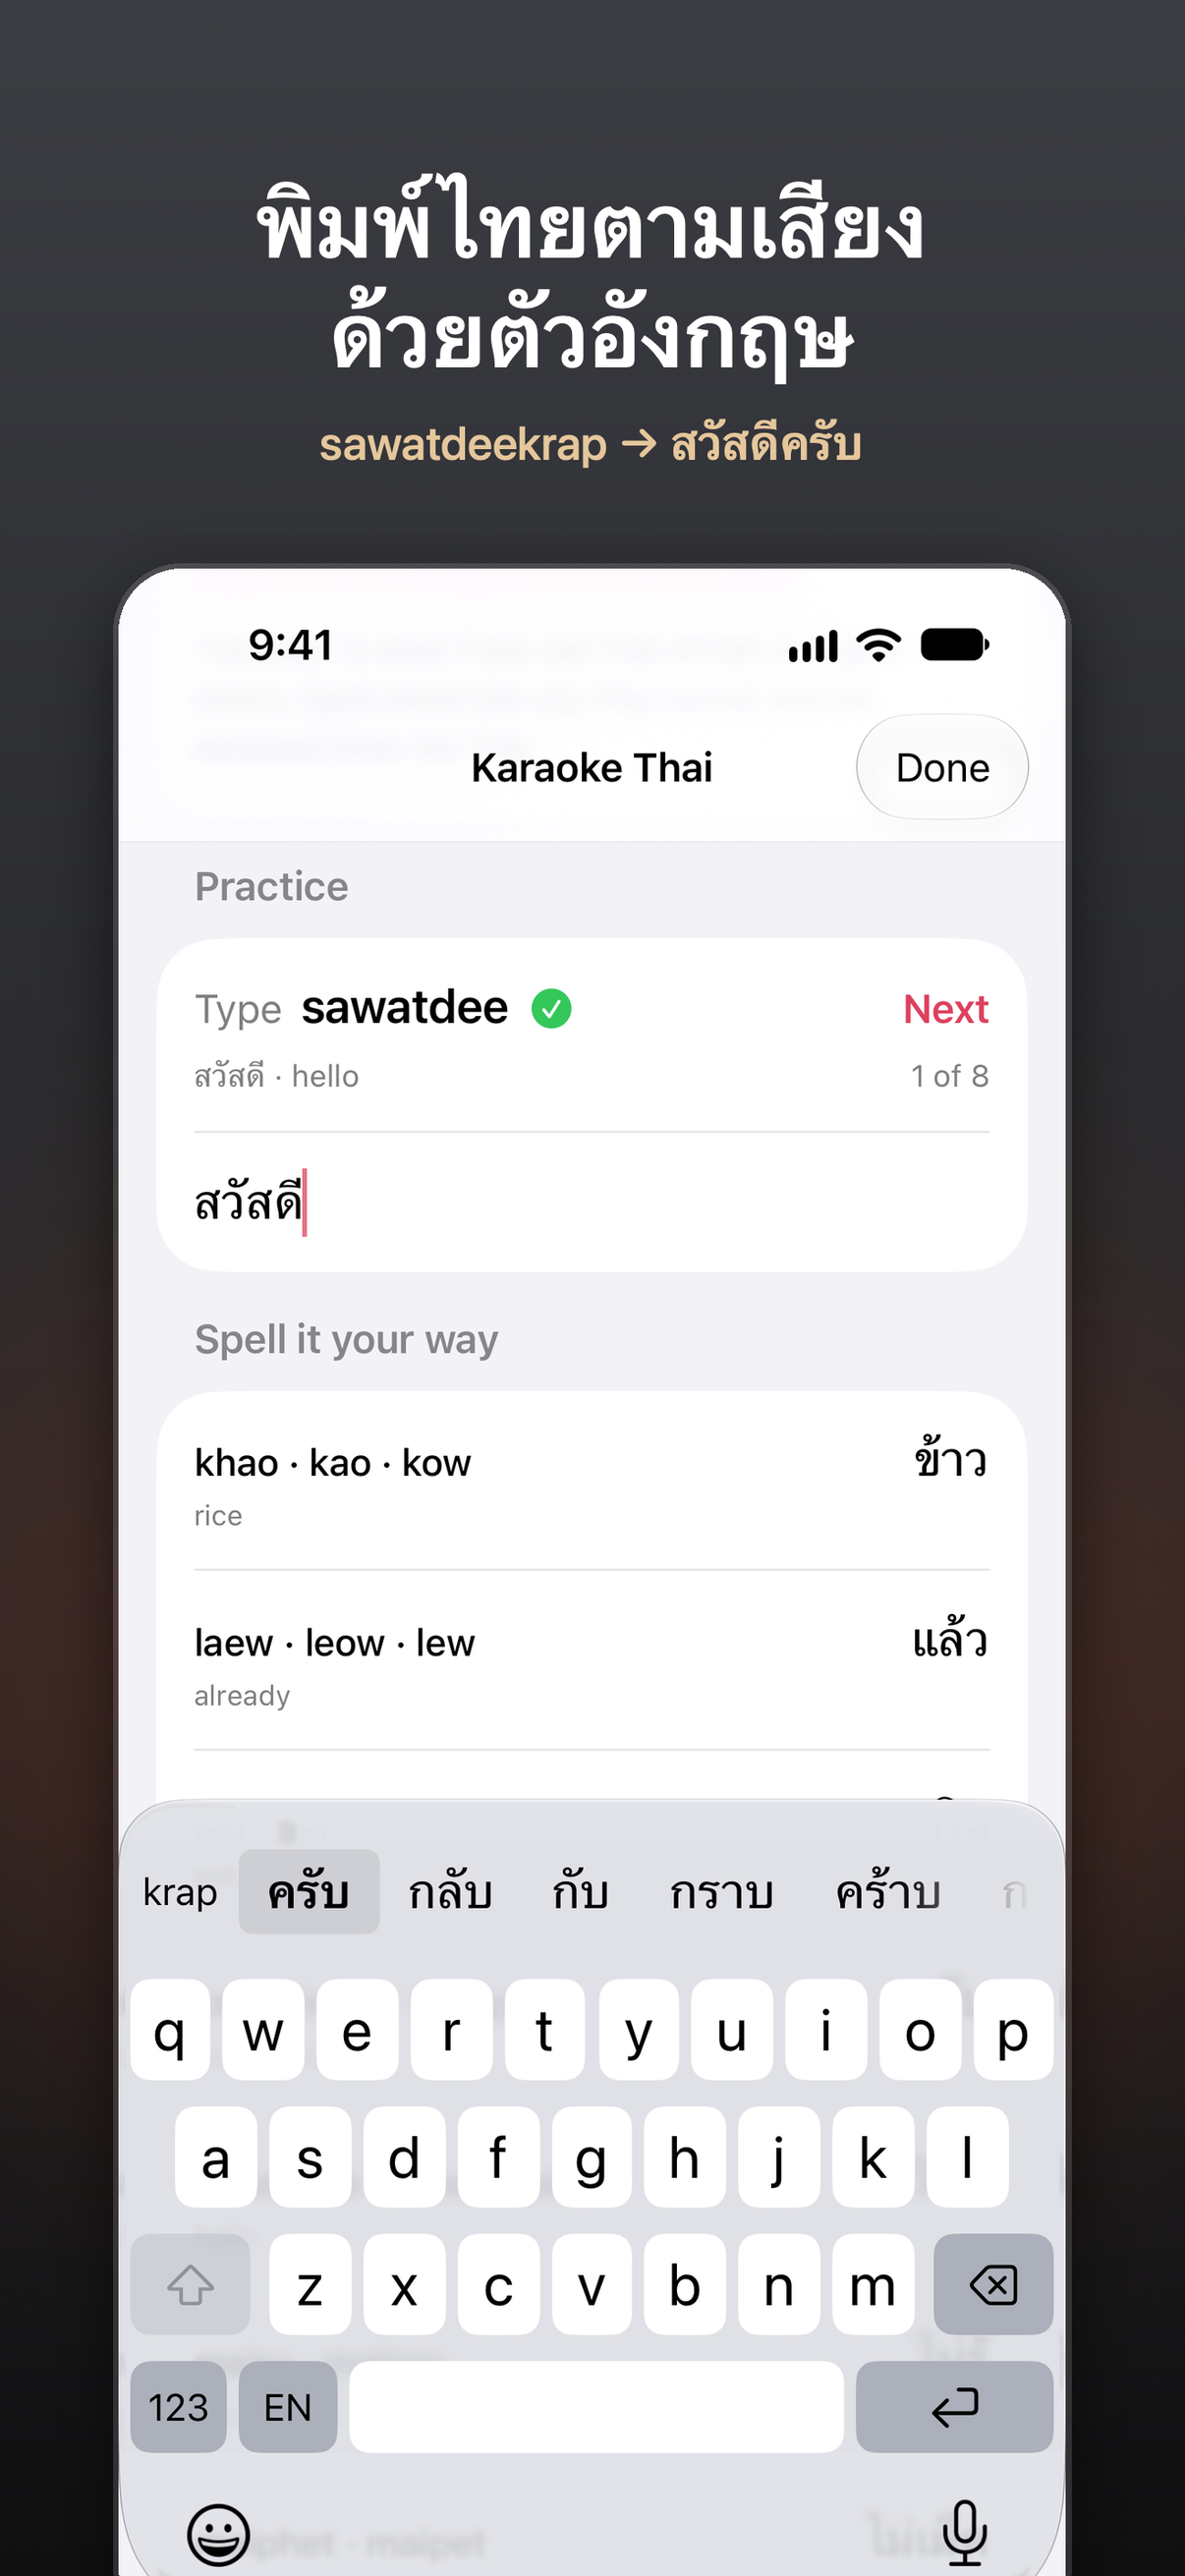 พิมพ์ไทยตามเสียง
ด้วยตัวอังกฤษ
sawatdeekrap → สวัสดีครับ
9:41
Karaoke Thai
Done
Practice
Type sawatdee
Next
สวัสดี · hello
1 of 8
สวัสดี
Spell it your way
khao · kao · kow
ข้าว
rice
laew · leow · lew
แล้ว
already
krap ครับ กลับ กับ กราบ คร้าบ ก
q w e r t y u i o p
a s d f g h j k l
z x c v b n m
123 EN
phet · maipet